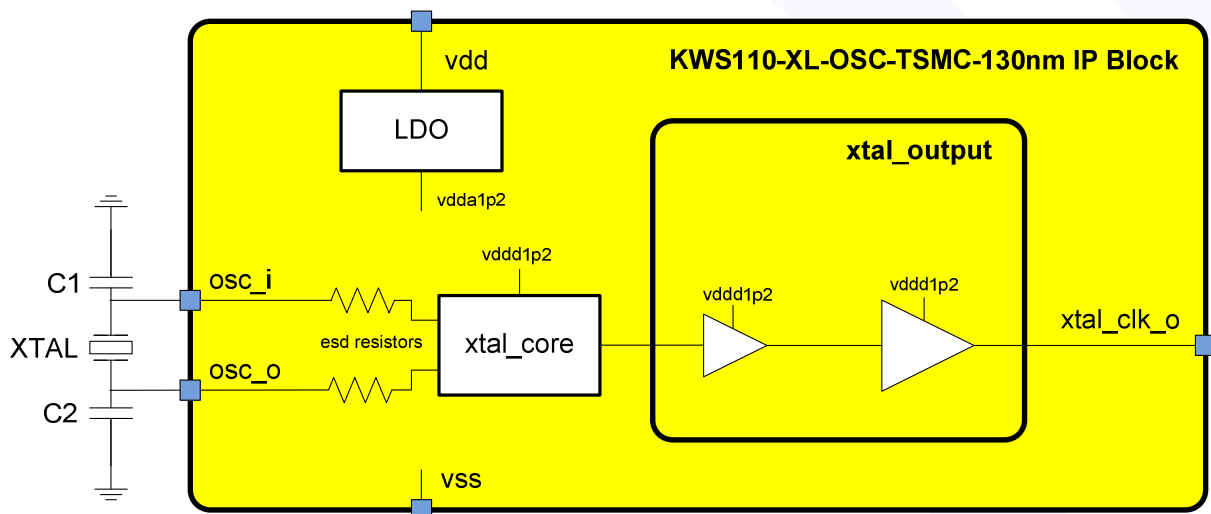 vdd
KWS110-XL-OSC-TSMC-130nm IP Block
LDO
xtal_output
vdda1p2
vddd1p2
C1
osc_i
vddd1p2
vddd1p2
xtal_clk_o
XTAL
esd resistors
xtal_core
osc_o
C2
vss